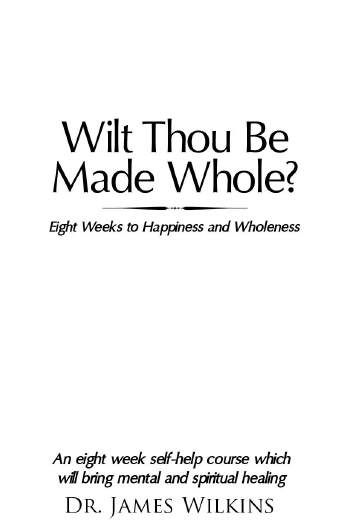 Wilt Thou Be
Made Whole?
Eight Weeks to Happiness and Wholeness
An eight week self-help course which
will bring mental and spiritual healing
Dr. James Wilkins